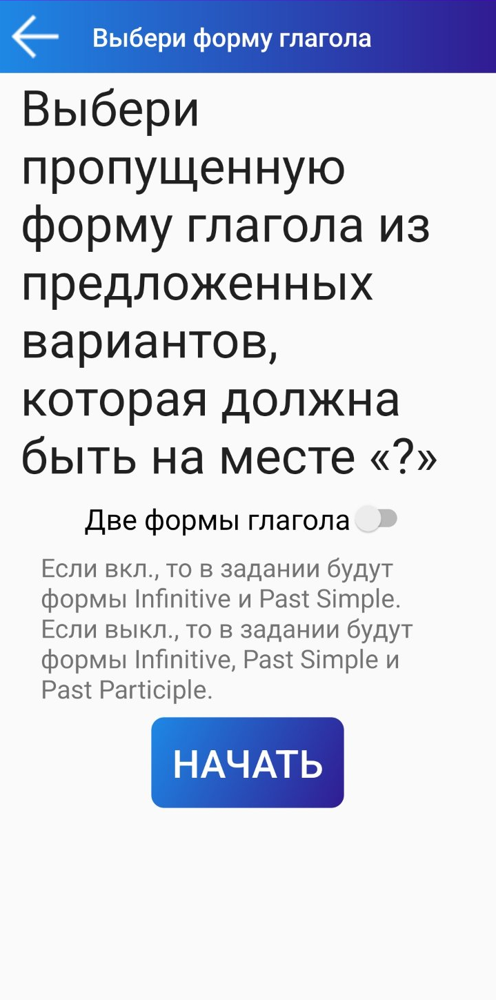 Выбери форму глагола
Выбери
пропущенную
форму глагола из
предложенных
вариантов,
которая должна
быть на месте «?»
Две формы глагола
Если вкл., то в задании будут
формы Infinitive и Past Simple.
Если выкл., то в задании будут
формы Infinitive, Past Simple и
Past Participle.
НАЧАТЬ